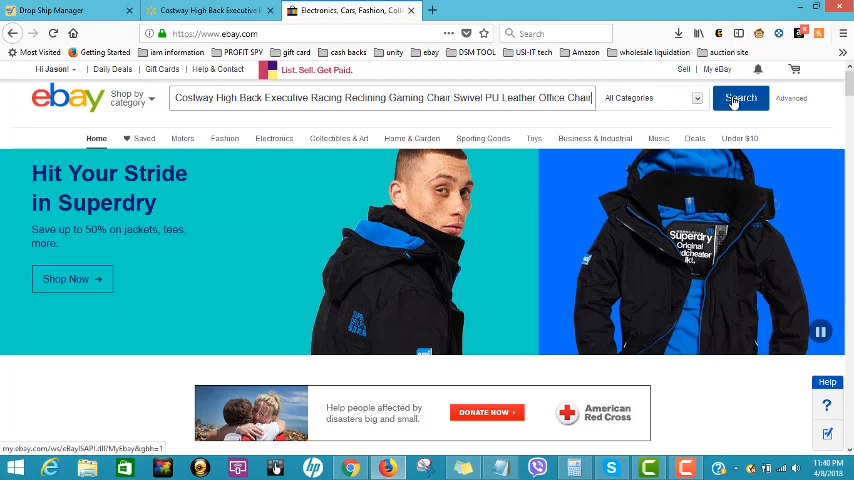 Drop Ship Manager
Costway High Back Executive R
Electronics, Cars, Fashion, Coll
https://www.ebay.com
Search
Most Visited
Getting Started
iam information
PROFIT SPY
gift card
cash backs
unity
ebay
DSM TOOL
USI-IT tech
Amazon
wholesale liquidation
auction site
Hi Jason!
Daily Deals
Gift Cards
Help & Contact
List. Sell. Get Paid.
Sell
My eBay
ebay
Shop by
category
Costway High Back Executive Racing Reclining Gaming Chair Swivel PU Leather Office Chair
All Categories
Search
Advanced
Home
Saved
Motors
Fashion
Electronics
Collectibles & Art
Home & Garden
Sporting Goods
Toys
Business & Industrial
Music
Deals
Under $10
Hit Your Stride
in Superdry
Save up to 50% on jackets, tees,
more.
Shop Now
Superdry
Original
Windcheater
Jkt.
Help people affected by
disasters big and small.
DONATE NOW
American
Red Cross
Help
my.ebay.com/ws/eBayISAPI.dll?MyEbay&gbh=1
11:40 PM
4/8/2018